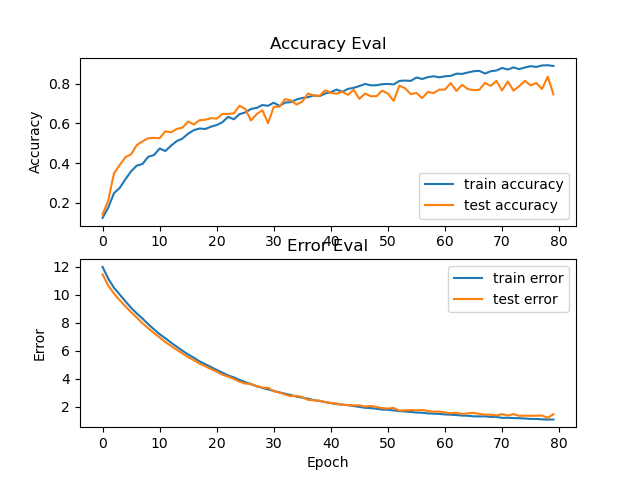 Accuracy Eval
Accuracy
0.8
0.6
0.4
0.2
train accuracy
test accuracy
0 10 20 30 40 50 60 70 80
Error Eval
Error
12
10
8
6
4
2
train error
test error
0 10 20 30 40 50 60 70 80
Epoch